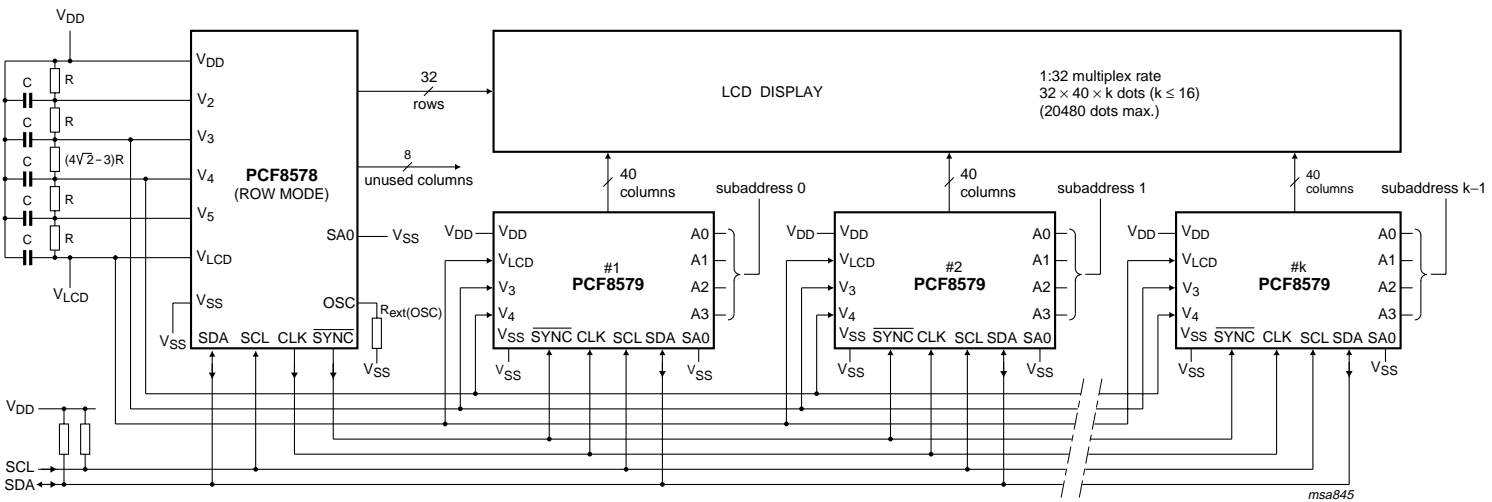 VDD
C
R
C
R
C
(4√2−3)R
C
R
C
R
VLCD
VDD
V2
V3
V4
V5
VLCD
VSS
VSS
PCF8578
(ROW MODE)
SA0
VSS
OSC
Rext(OSC)
VSS
SDA SCL CLK SYNC
32
rows
8
unused columns
LCD DISPLAY
1:32 multiplex rate
32 × 40 × k dots (k ≤ 16)
(20480 dots max.)
40
columns
subaddress 0
40
columns
subaddress 1
40
columns
subaddress k−1
VDD
VDD
VLCD
V3
V4
#1
PCF8579
A0
A1
A2
A3
VSS SYNC CLK SCL SDA SA0
VSS
VSS
VDD
VDD
VLCD
V3
V4
#2
PCF8579
A0
A1
A2
A3
VSS SYNC CLK SCL SDA SA0
VSS
VSS
VDD
VDD
VLCD
V3
V4
#k
PCF8579
A0
A1
A2
A3
VSS SYNC CLK SCL SDA SA0
VSS
VSS
VDD
SCL
SDA
msa845